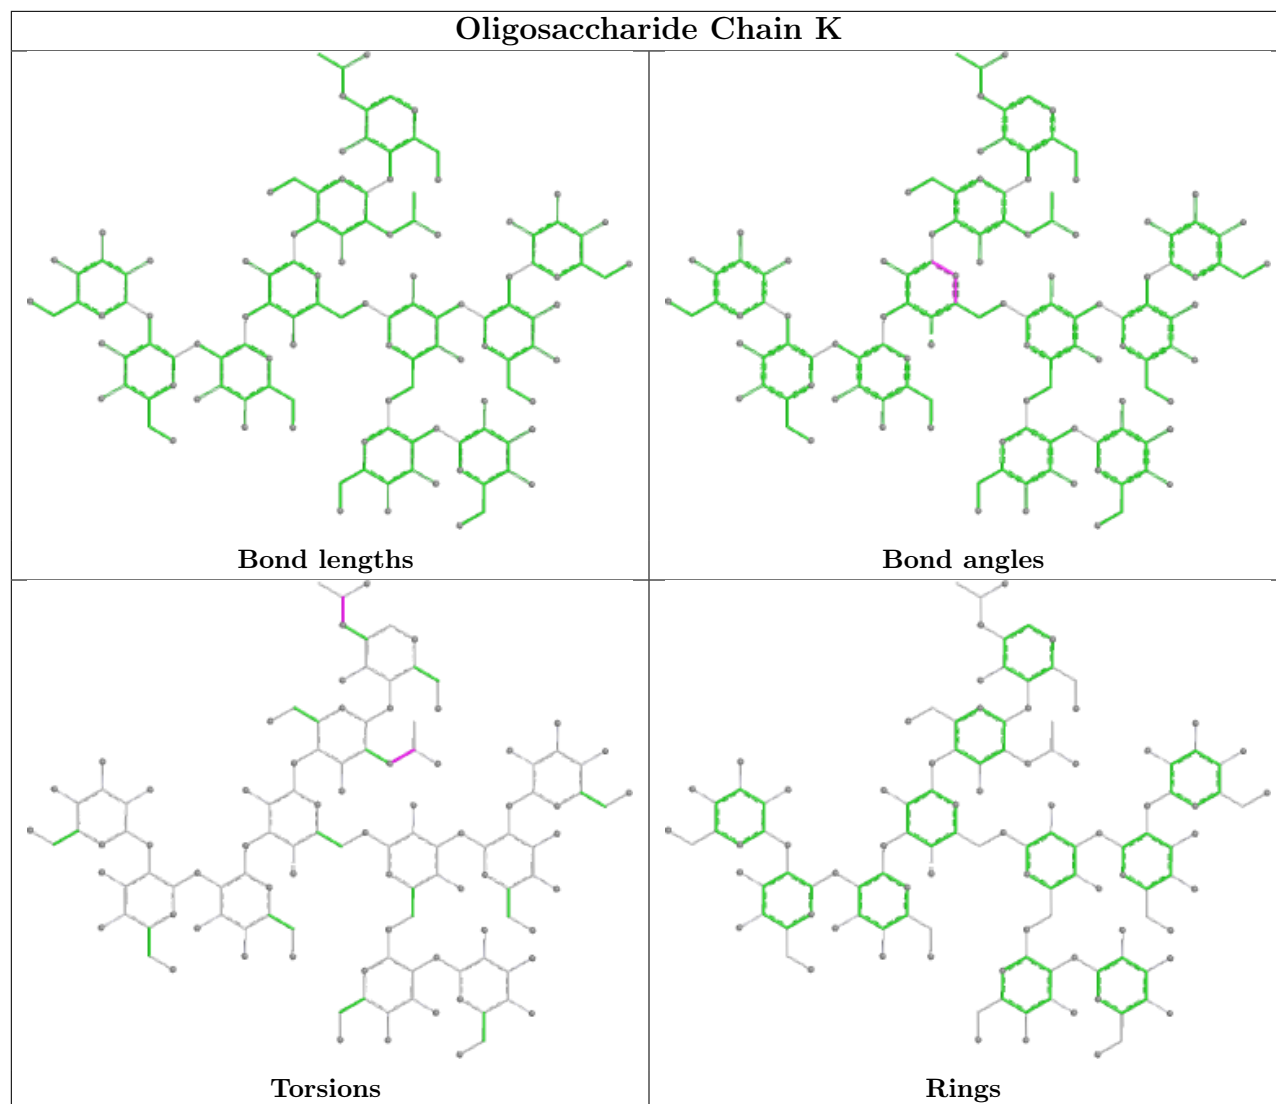 Oligosaccharide Chain K
Bond lengths
Bond angles
Torsions
Rings